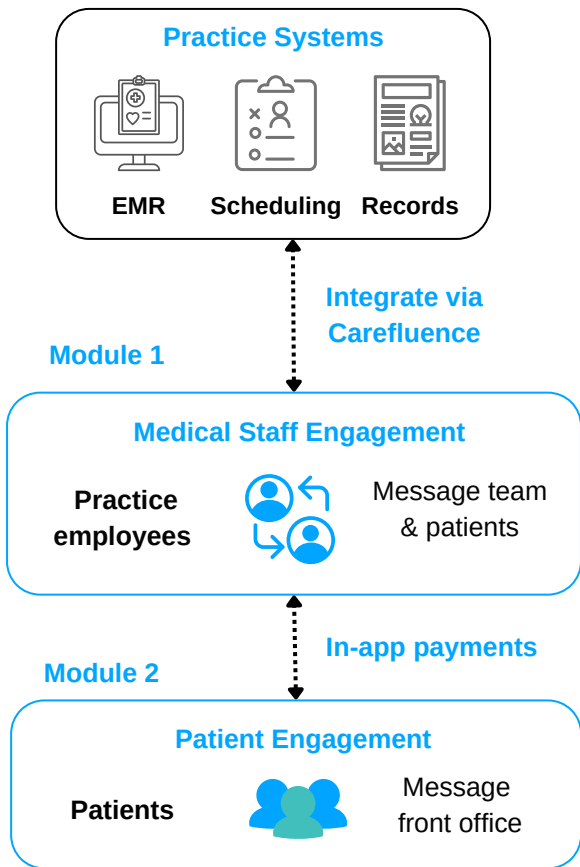 Practice Systems
EMR Scheduling Records
Integrate via
Carefluence
Module 1
Medical Staff Engagement
Practice
employees
Message team
& patients
In-app payments
Module 2
Patient Engagement
Patients
Message
front office